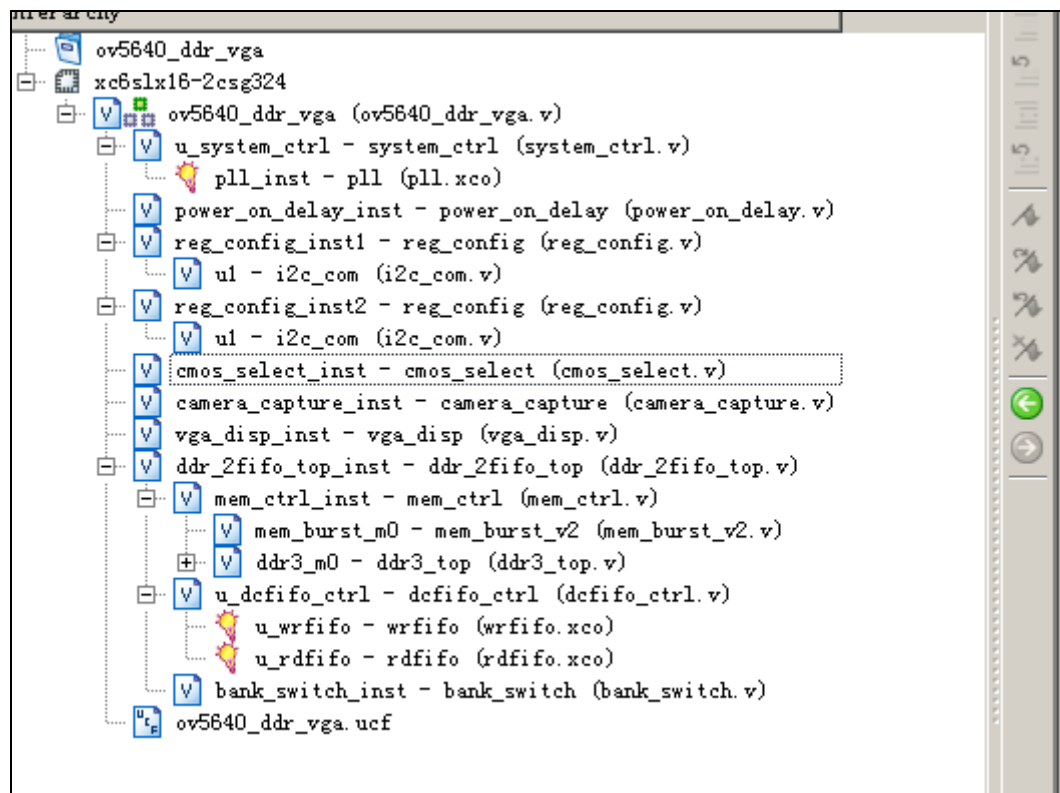 Hierarchy
ov5640_ddr_vga
xc6slx16-2csg324
ov5640_ddr_vga (ov5640_ddr_vga.v)
u_system_ctrl - system_ctrl (system_ctrl.v)
pll_inst - pll (pll.xco)
power_on_delay_inst - power_on_delay (power_on_delay.v)
reg_config_inst1 - reg_config (reg_config.v)
u1 - i2c_com (i2c_com.v)
reg_config_inst2 - reg_config (reg_config.v)
u1 - i2c_com (i2c_com.v)
cmos_select_inst - cmos_select (cmos_select.v)
camera_capture_inst - camera_capture (camera_capture.v)
vga_disp_inst - vga_disp (vga_disp.v)
ddr_2fifo_top_inst - ddr_2fifo_top (ddr_2fifo_top.v)
mem_ctrl_inst - mem_ctrl (mem_ctrl.v)
mem_burst_m0 - mem_burst_v2 (mem_burst_v2.v)
ddr3_m0 - ddr3_top (ddr3_top.v)
u_dcfifo_ctrl - dcfifo_ctrl (dcfifo_ctrl.v)
u_wrfifo - wrfifo (wrfifo.xco)
u_rdfifo - rdfifo (rdfifo.xco)
bank_switch_inst - bank_switch (bank_switch.v)
ov5640_ddr_vga.ucf